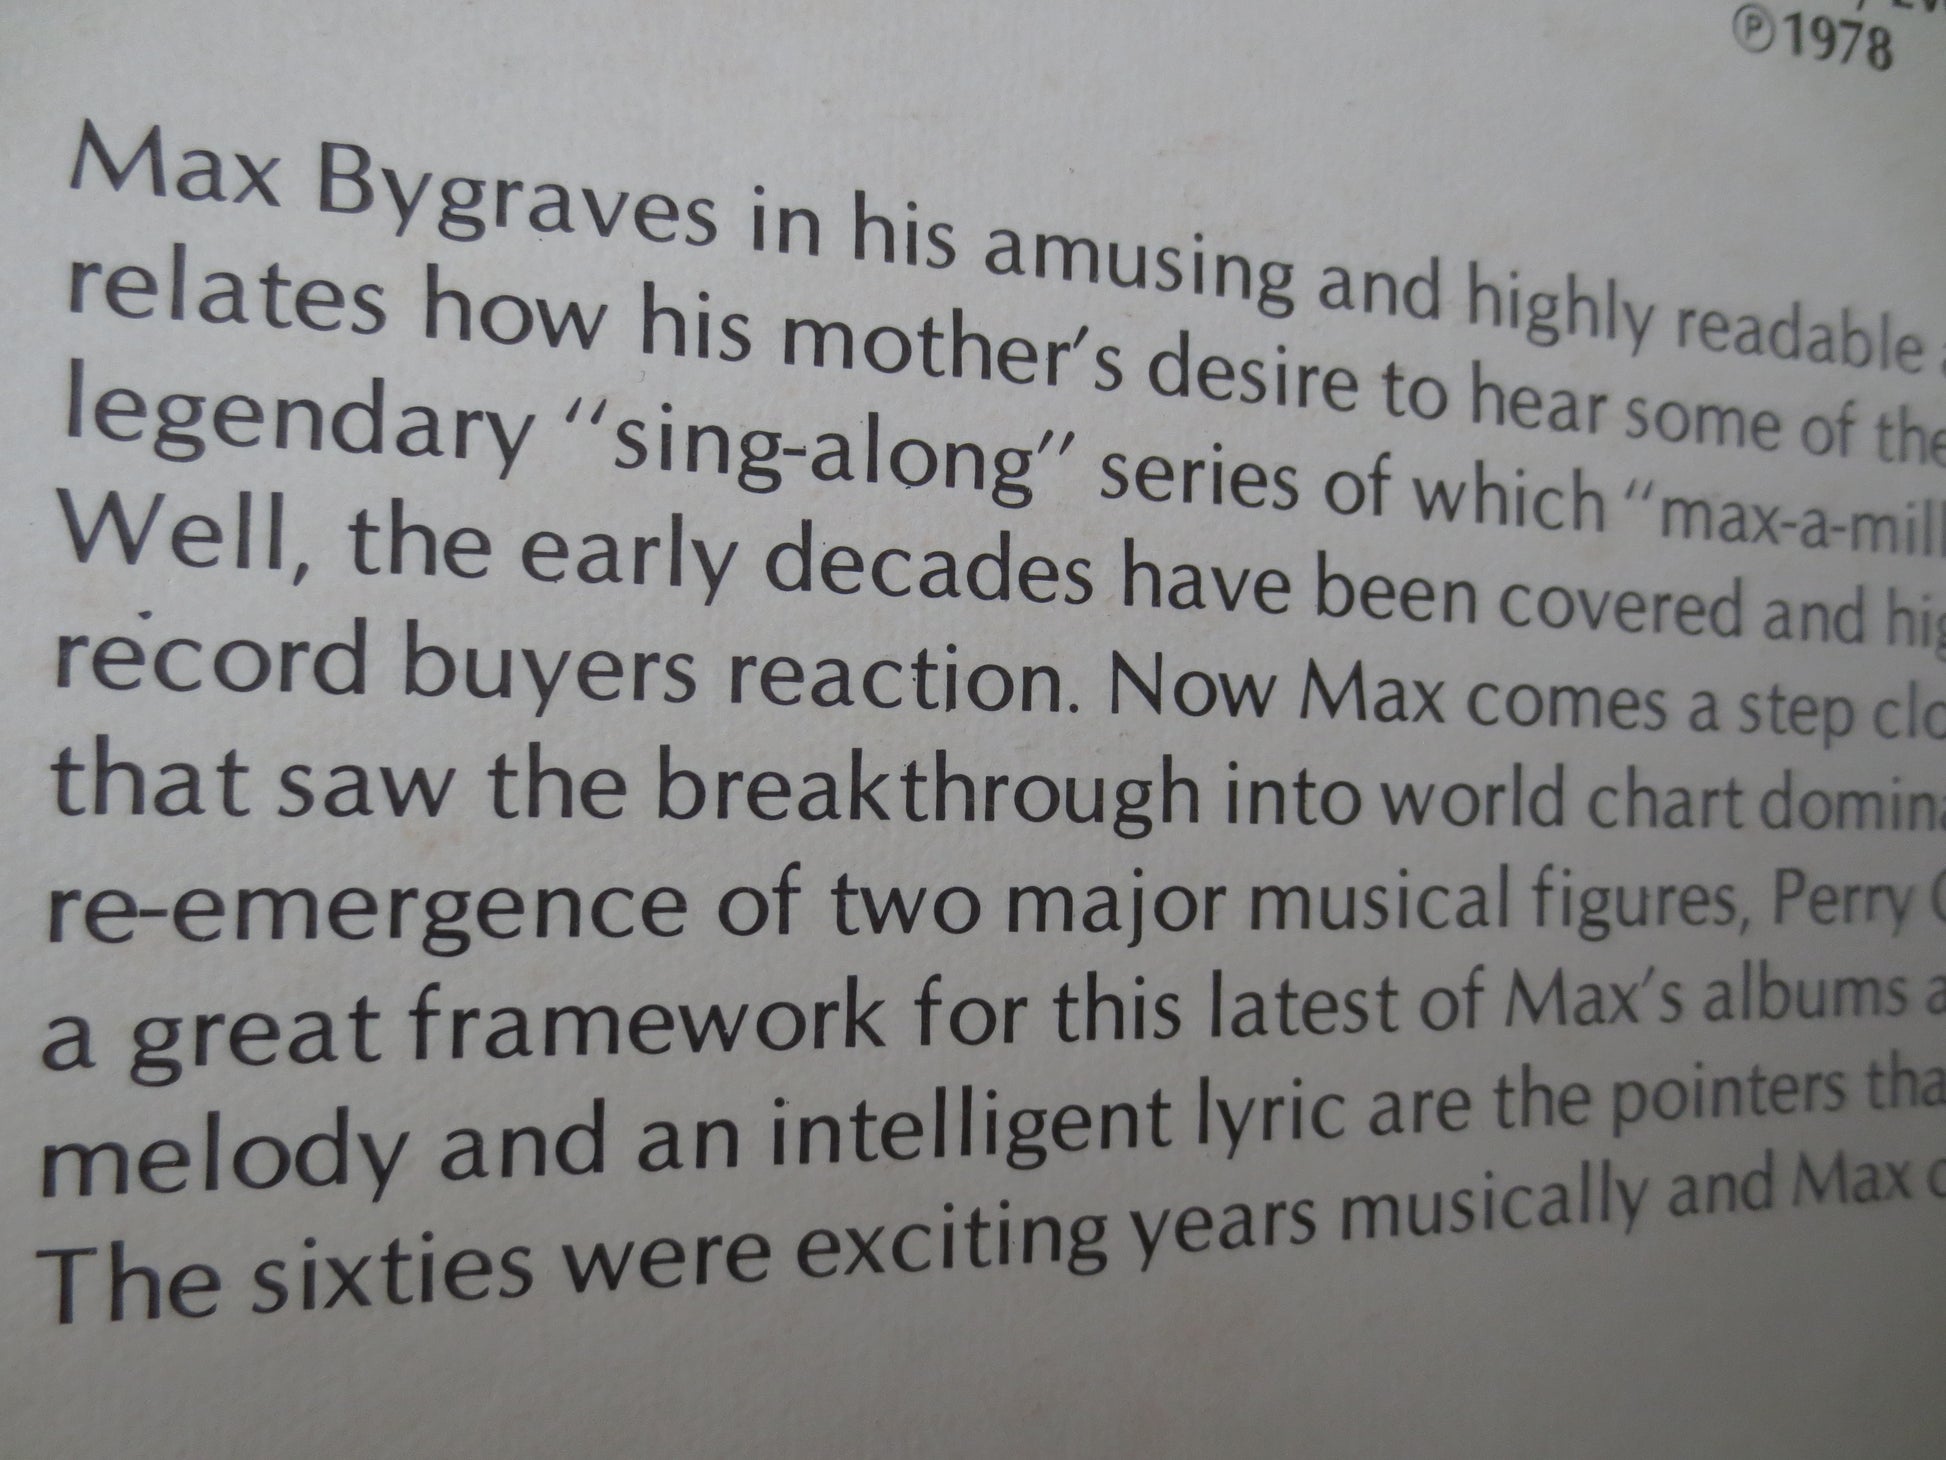 ℗1978
Max Bygraves in his amusing and highly readable
relates how his mother's desire to hear some of the
legendary "sing-along" series of which "max-a-mill
Well, the early decades have been covered and hig
record buyers reaction. Now Max comes a step clo
that saw the breakthrough into world chart domina
re-emergence of two major musical figures, Perry
a great framework for this latest of Max's albums a
melody and an intelligent lyric are the pointers tha
The sixties were exciting years musically and Max